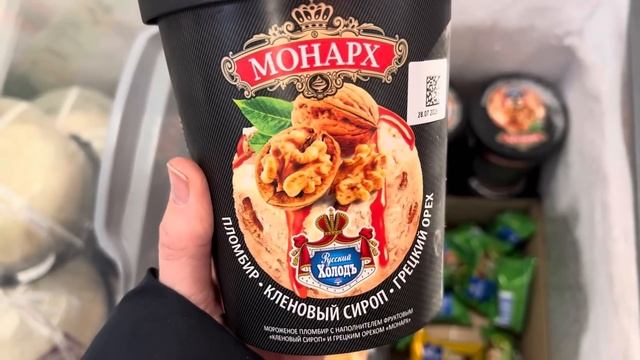 МОНАРХ
28.07
ПЛОМБИР • КЛЕНОВЫЙ СИРОП • ГРЕЦКИЙ ОРЕХ
Русский
Холодъ
МОРОЖЕНОЕ ПЛОМБИР С НАПОЛНИТЕЛЕМ ФРУКТОВЫМ
«КЛЕНОВЫЙ СИРОП» И ГРЕЦКИМ ОРЕХОМ «МОНАРХ»